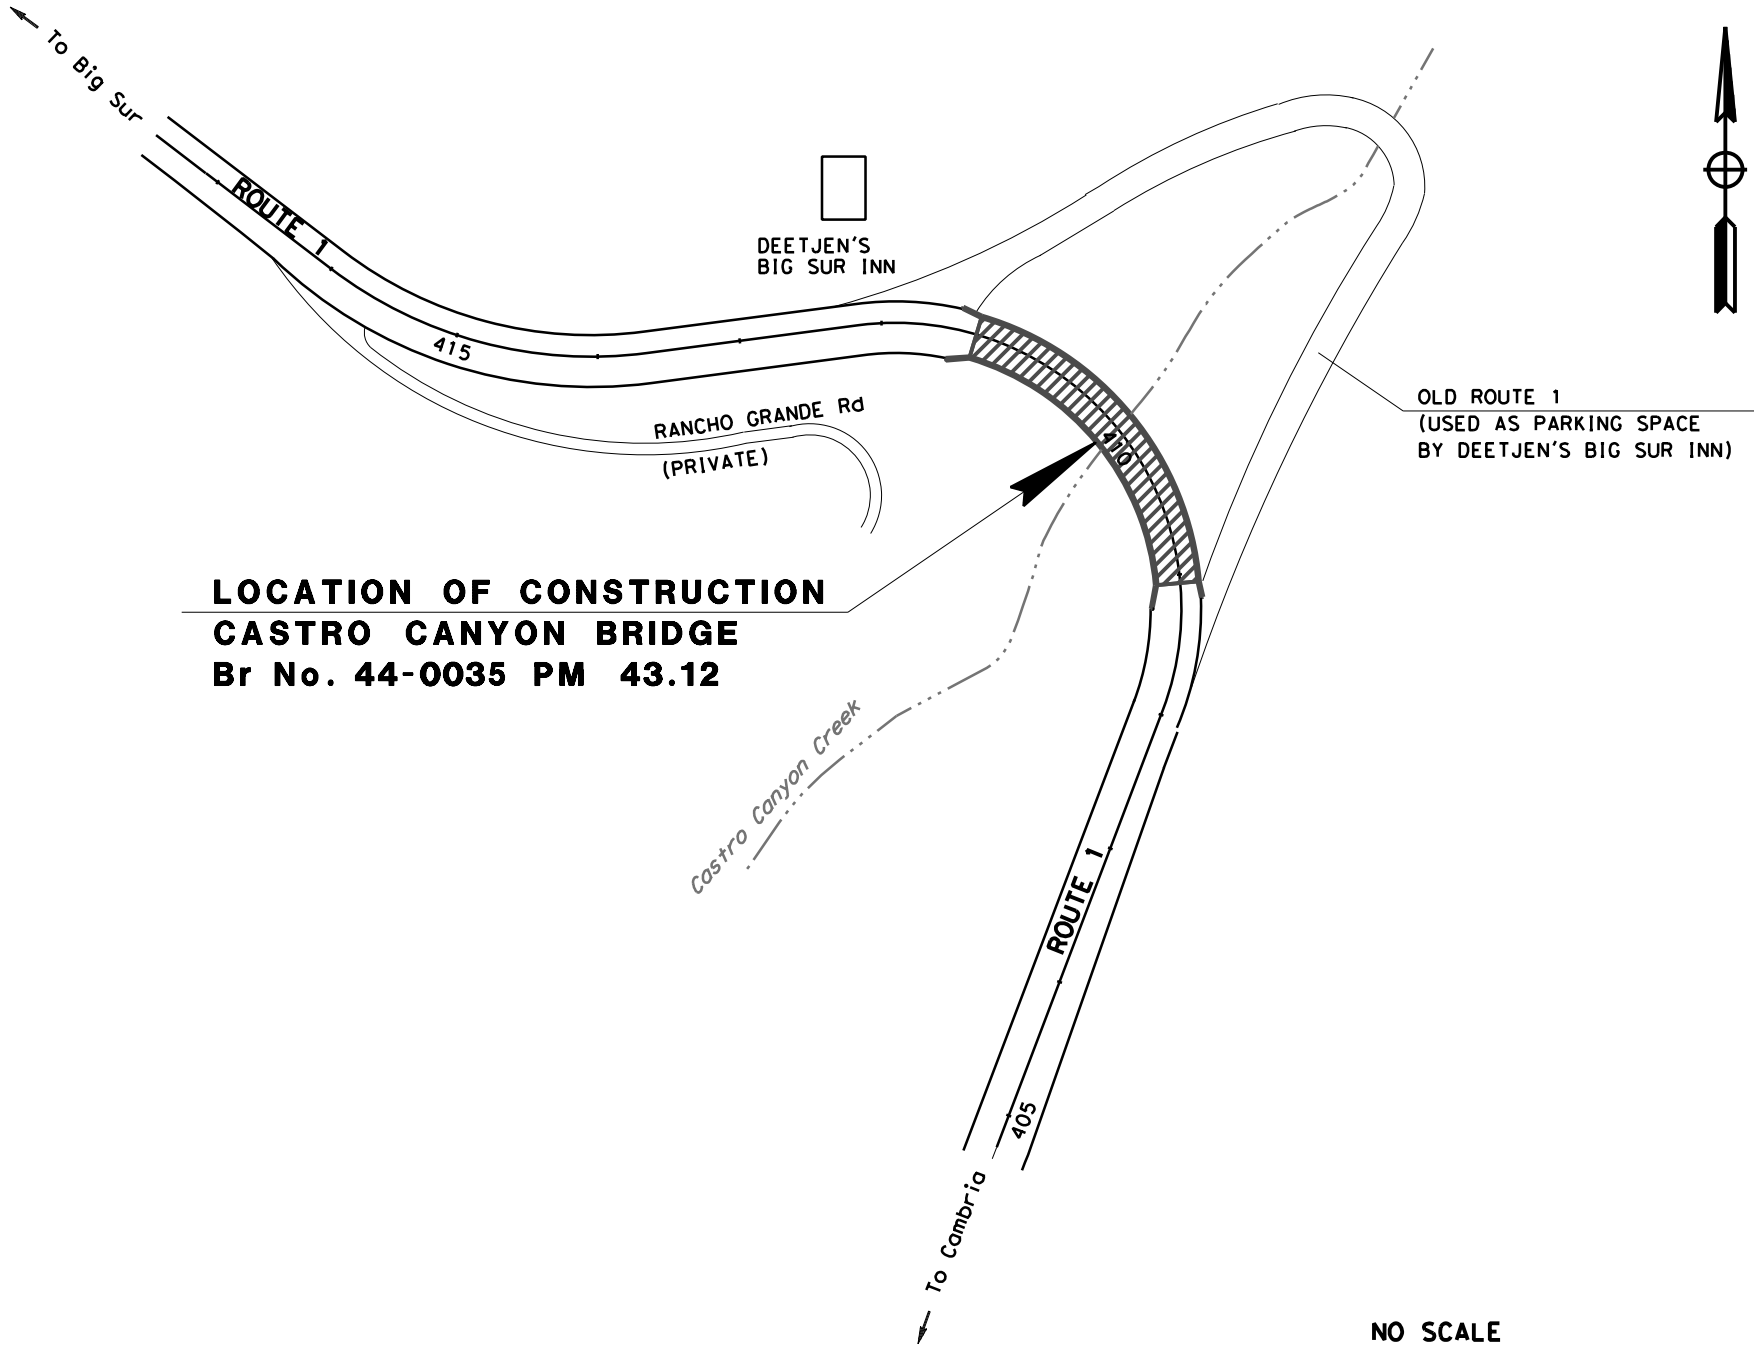 To Big Sur
ROUTE 1
DEETJEN'S
BIG SUR INN
415
RANCHO GRANDE Rd
(PRIVATE)
410
OLD ROUTE 1
(USED AS PARKING SPACE
BY DEETJEN'S BIG SUR INN)
LOCATION OF CONSTRUCTION
CASTRO CANYON BRIDGE
Br No. 44-0035 PM 43.12
Castro Canyon Creek
ROUTE 1
405
To Cambria
NO SCALE